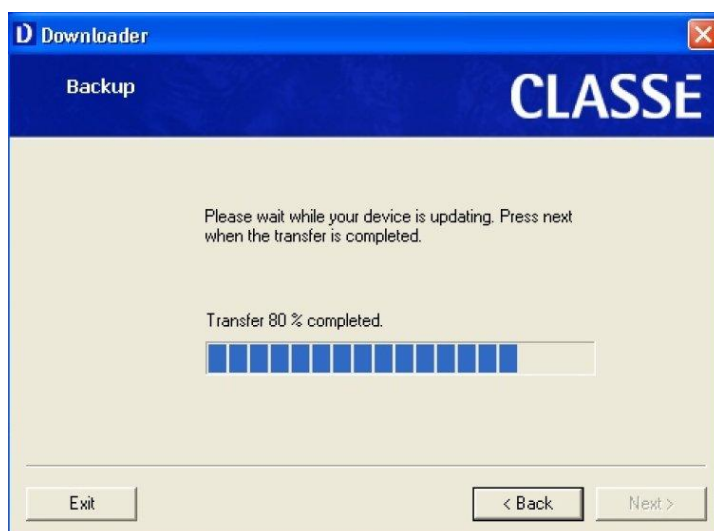 D Downloader
Backup
CLASSĒ
Please wait while your device is updating. Press next
when the transfer is completed.
Transfer 80 % completed.
Exit
< Back
Next >